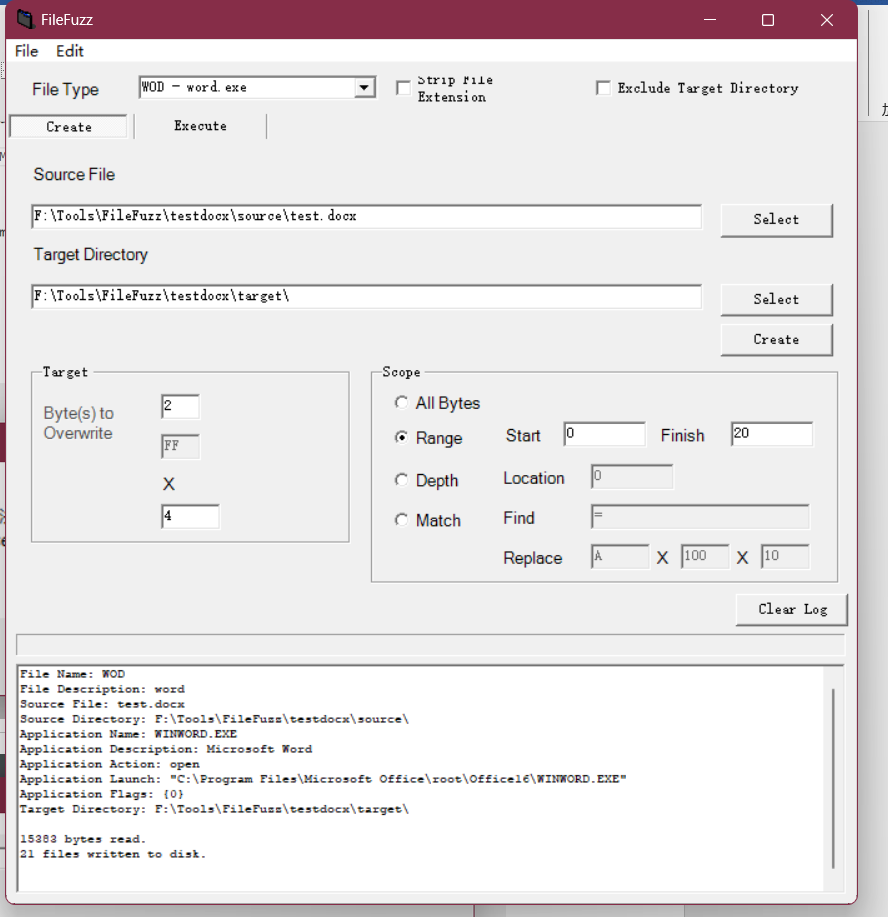 FileFuzz
File Edit
File Type
WOD - word.exe
Strip File
Extension
Exclude Target Directory
Create
Execute
Source File
F:\Tools\FileFuzz\testdocx\source\test.docx
Select
Target Directory
F:\Tools\FileFuzz\testdocx\target\
Select
Create
Target
Byte(s) to
Overwrite
2
FF
X
4
Scope
All Bytes
Range
Start
0
Finish
20
Depth
Location
0
Match
Find
=
Replace
A
X
100
X
10
Clear Log
File Name: WOD
File Description: word
Source File: test.docx
Source Directory: F:\Tools\FileFuzz\testdocx\source\
Application Name: WINWORD.EXE
Application Description: Microsoft Word
Application Action: open
Application Launch: "C:\Program Files\Microsoft Office\root\Office16\WINWORD.EXE"
Application Flags: {0}
Target Directory: F:\Tools\FileFuzz\testdocx\target\
15383 bytes read.
21 files written to disk.